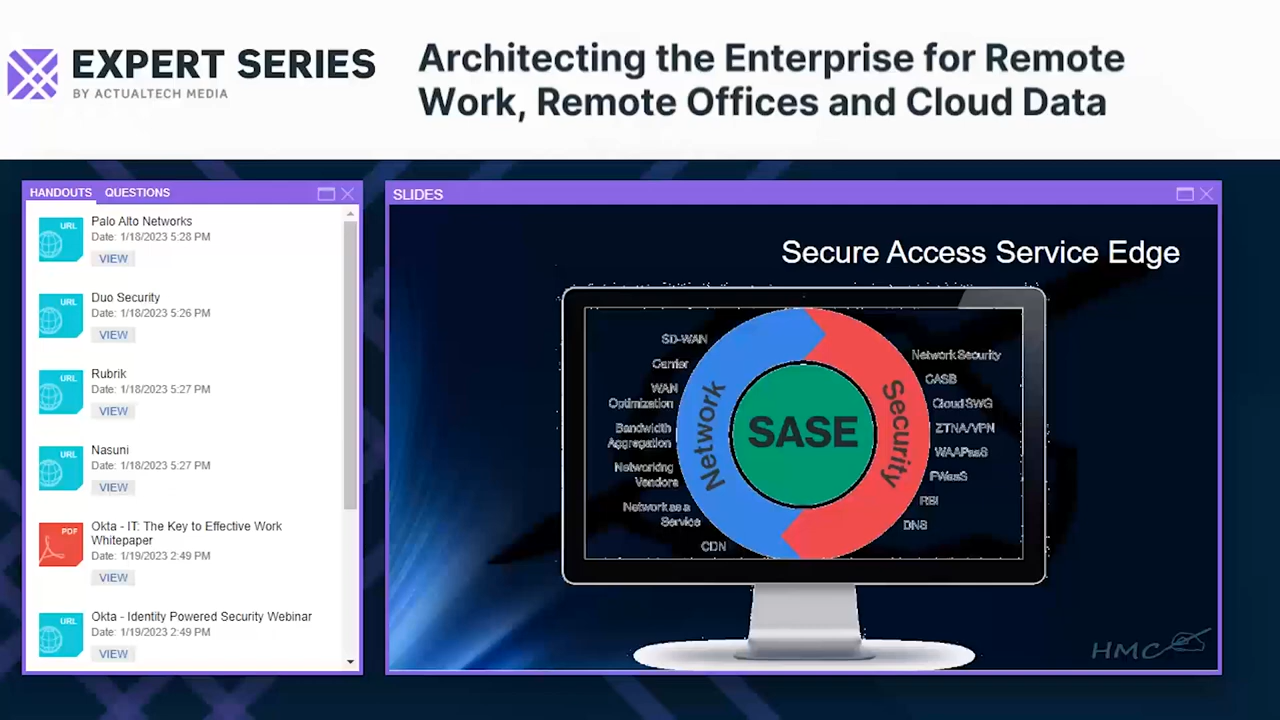 EXPERT SERIES
BY ACTUALTECH MEDIA
Architecting the Enterprise for Remote
Work, Remote Offices and Cloud Data
HANDOUTS QUESTIONS
URL
Palo Alto Networks
Date: 1/18/2023 5:28 PM
VIEW
URL
Duo Security
Date: 1/18/2023 5:26 PM
VIEW
URL
Rubrik
Date: 1/18/2023 5:27 PM
VIEW
URL
Nasuni
Date: 1/18/2023 5:27 PM
VIEW
PDF
Okta - IT: The Key to Effective Work
Whitepaper
Date: 1/19/2023 2:49 PM
VIEW
URL
Okta - Identity Powered Security Webinar
Date: 1/19/2023 2:49 PM
VIEW
SLIDES
Secure Access Service Edge
SD-WAN
Carrier
WAN
Optimization
Bandwidth
Aggregation
Networking
Vendors
Network as a
Service
CDN
Network
SASE
Security
Network Security
CASB
Cloud SWG
ZTNA/VPN
WAAPaaS
FWaaS
RBI
DNS
HMC